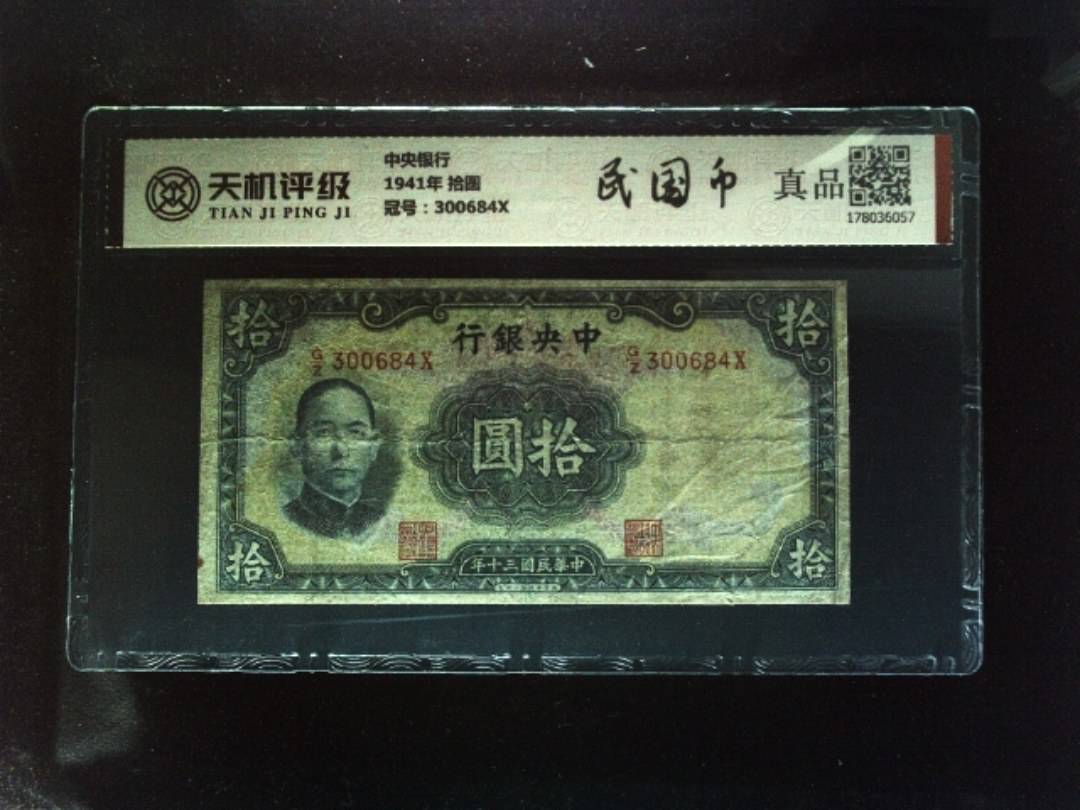 天机评级
TIAN JI PING JI
中央银行
1941年 拾圆
冠号：300684X
民国币
真品
178036057
拾
拾
行銀央中
G/Z 300684X
G/Z 300684X
圓拾
拾
拾
年十三國民華中